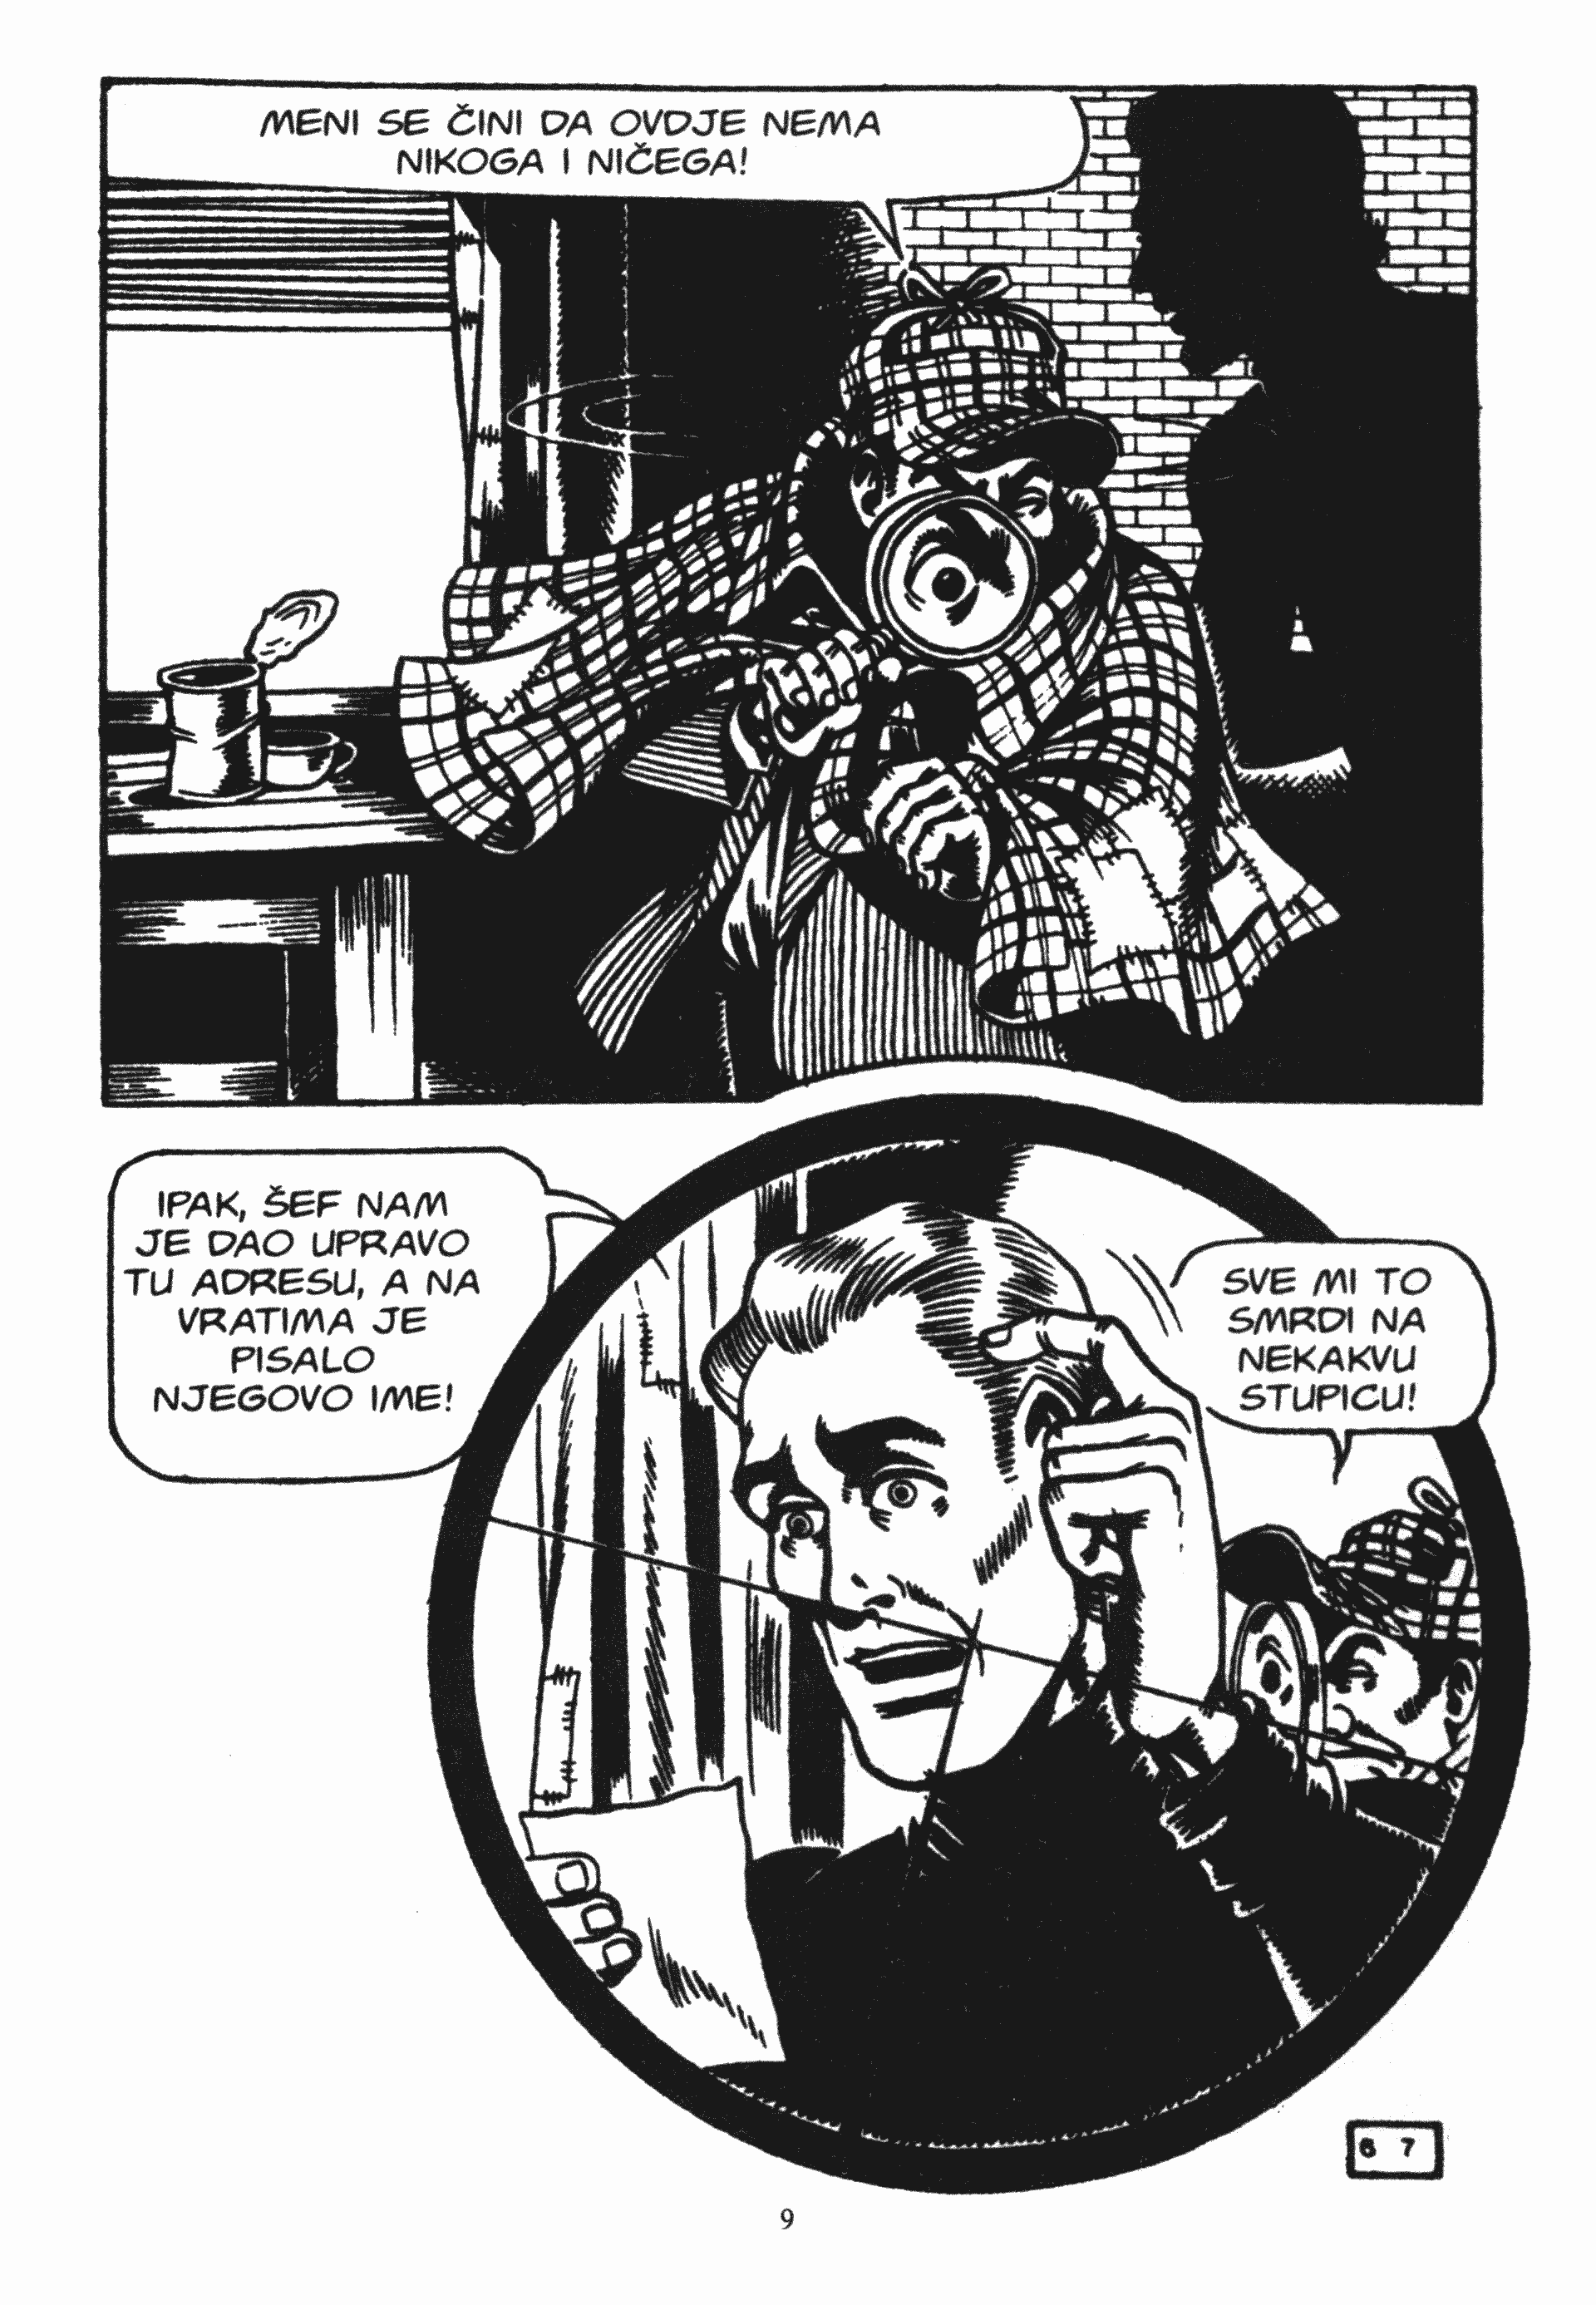 MENI SE ČINI DA OVDJE NEMA
NIKOGA I NIČEGA!
IPAK, ŠEF NAM
JE DAO UPRAVO
TU ADRESU, A NA
VRATIMA JE
PISALO
NJEGOVO IME!
SVE MI TO
SMRDI NA
NEKAKVU
STUPICU!
6 7
9